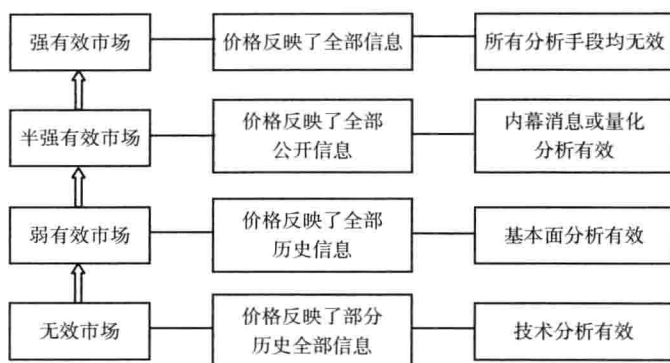 强有效市场
价格反映了全部信息
所有分析手段均无效
半强有效市场
价格反映了全部
公开信息
内幕消息或量化
分析有效
弱有效市场
价格反映了全部
历史信息
基本面分析有效
无效市场
价格反映了部分
历史全部信息
技术分析有效